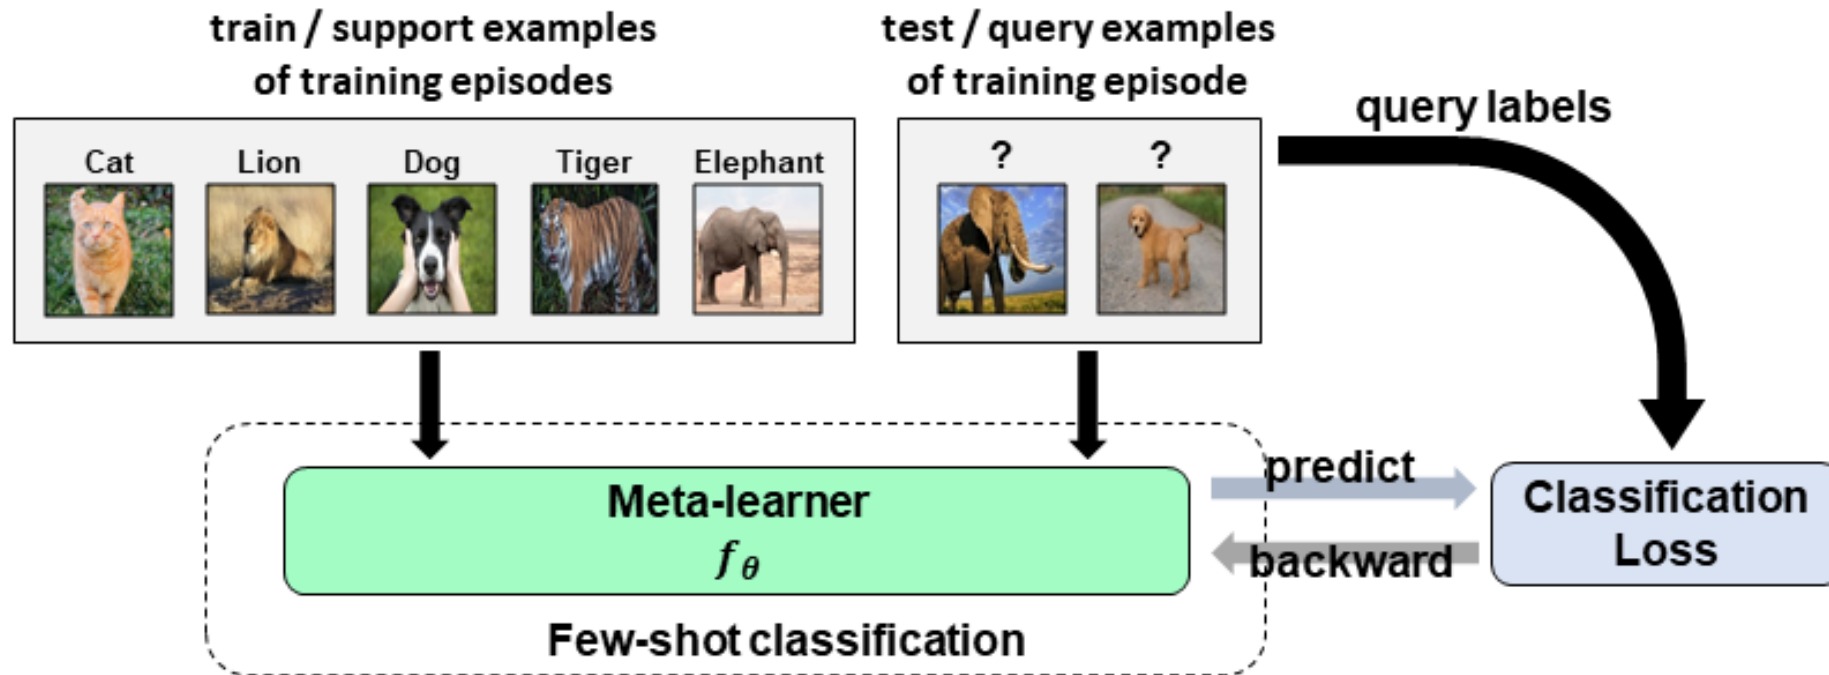 train / support examples
of training episodes
test / query examples
of training episode
query labels
Cat
Lion
Dog
Tiger
Elephant
?
?
Meta-learner
f θ
Few-shot classification
predict
backward
Classification
Loss